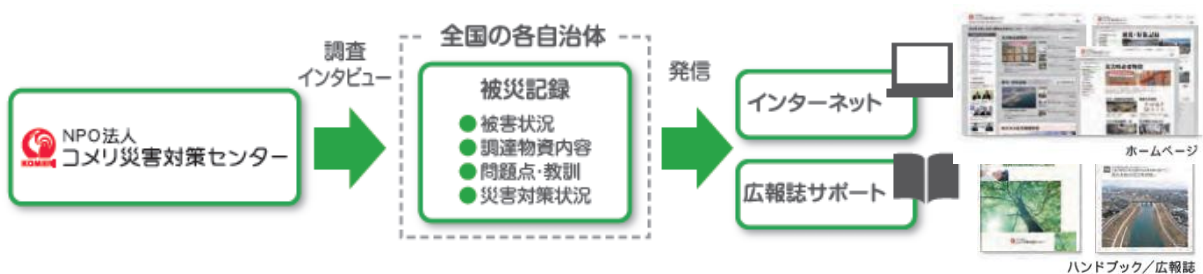 調査
インタビュー
全国の各自治体
発信
NPO法人
コメリ災害対策センター
KOMERI
被災記録
●被害状況
●調達物資内容
●問題点・教訓
●災害対策状況
インターネット
広報誌サポート
ホームページ
ハンドブック／広報誌